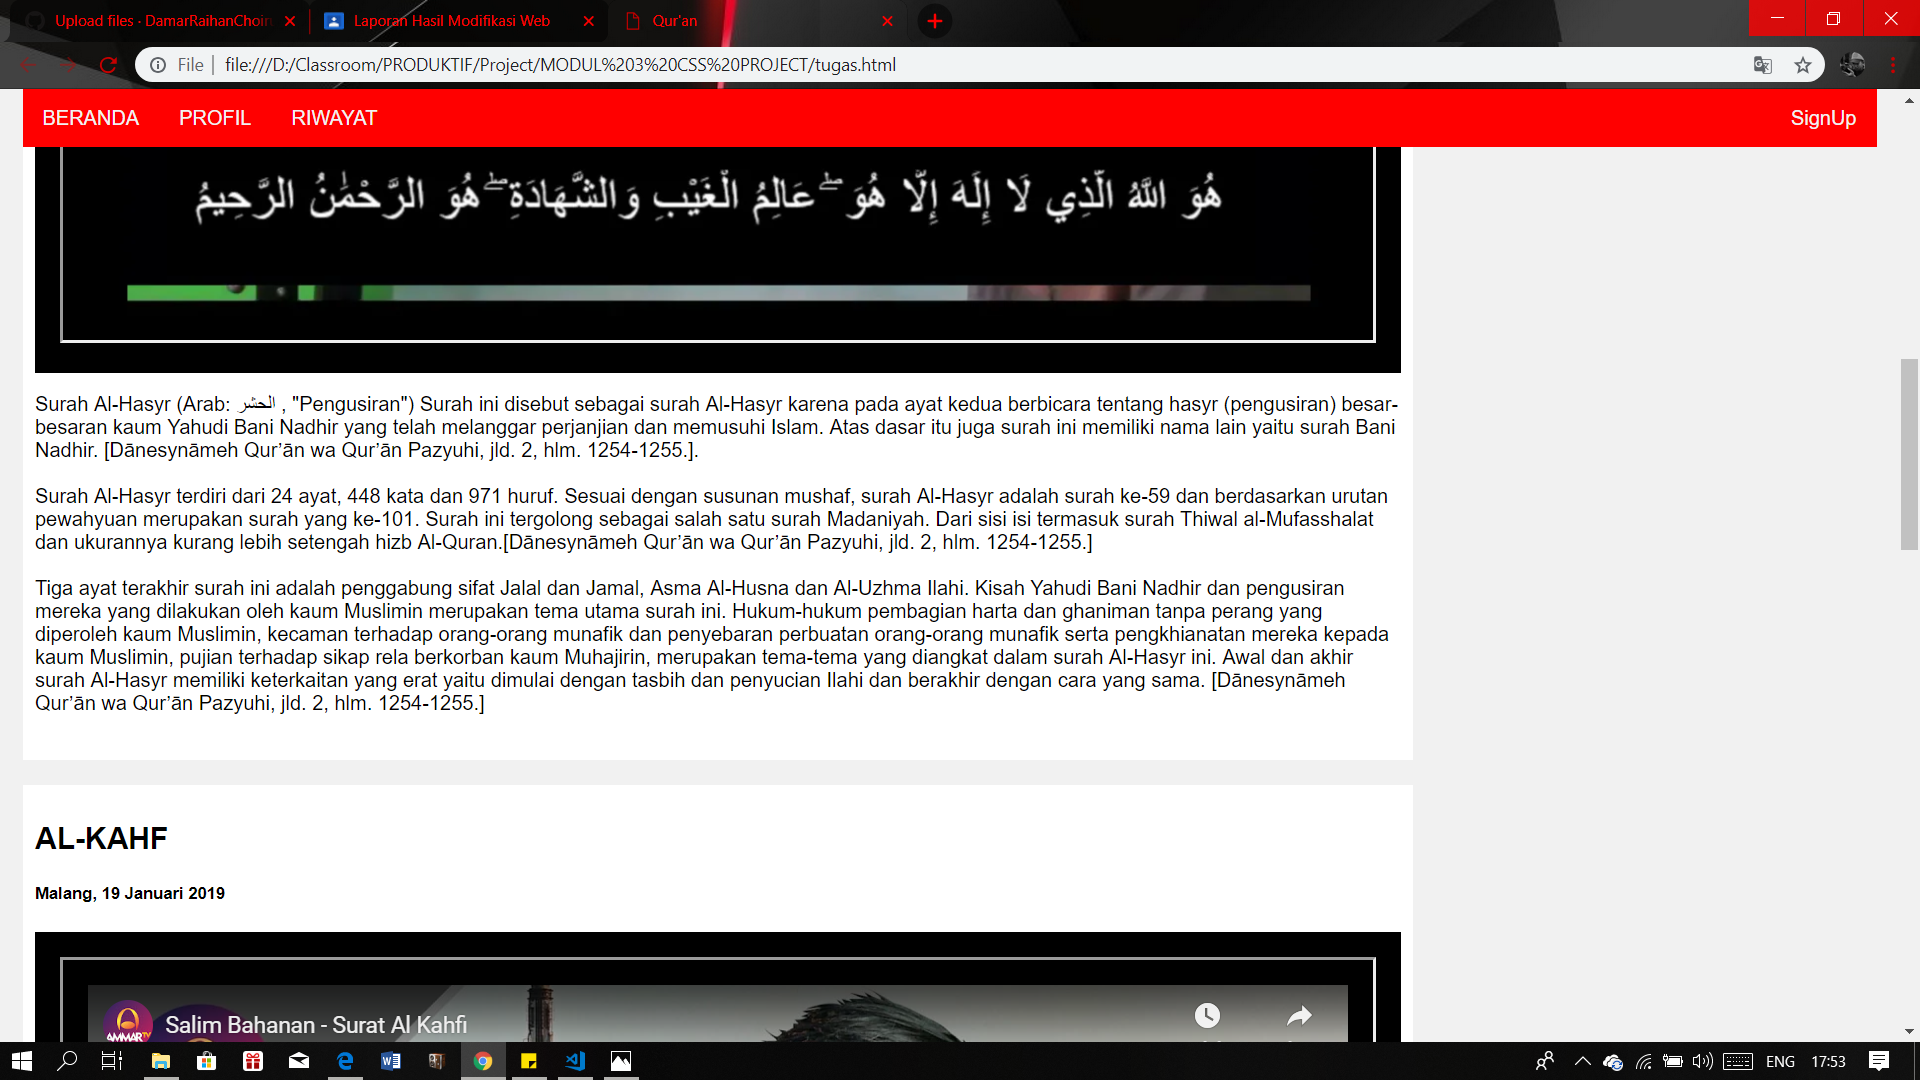 Upload files · DamarRaihanChoin
Laporan Hasil Modifikasi Web
Qur'an
File
file:///D:/Classroom/PRODUKTIF/Project/MODUL%203%20CSS%20PROJECT/tugas.html
BERANDA PROFIL RIWAYAT SignUp
هُوَ اللَّهُ الَّذِي لَا إِلَٰهَ إِلَّا هُوَ ۖ عَالِمُ الْغَيْبِ وَالشَّهَادَةِ ۖ هُوَ الرَّحْمَٰنُ الرَّحِيمُ
Surah Al-Hasyr (Arab: الحشر , "Pengusiran") Surah ini disebut sebagai surah Al-Hasyr karena pada ayat kedua berbicara tentang hasyr (pengusiran) besar-
besaran kaum Yahudi Bani Nadhir yang telah melanggar perjanjian dan memusuhi Islam. Atas dasar itu juga surah ini memiliki nama lain yaitu surah Bani
Nadhir. [Dānesynāmeh Qur’ān wa Qur’ān Pazyuhi, jld. 2, hlm. 1254-1255.].
Surah Al-Hasyr terdiri dari 24 ayat, 448 kata dan 971 huruf. Sesuai dengan susunan mushaf, surah Al-Hasyr adalah surah ke-59 dan berdasarkan urutan
pewahyuan merupakan surah yang ke-101. Surah ini tergolong sebagai salah satu surah Madaniyah. Dari sisi isi termasuk surah Thiwal al-Mufasshalat
dan ukurannya kurang lebih setengah hizb Al-Quran.[Dānesynāmeh Qur’ān wa Qur’ān Pazyuhi, jld. 2, hlm. 1254-1255.]
Tiga ayat terakhir surah ini adalah penggabung sifat Jalal dan Jamal, Asma Al-Husna dan Al-Uzhma Ilahi. Kisah Yahudi Bani Nadhir dan pengusiran
mereka yang dilakukan oleh kaum Muslimin merupakan tema utama surah ini. Hukum-hukum pembagian harta dan ghaniman tanpa perang yang
diperoleh kaum Muslimin, kecaman terhadap orang-orang munafik dan penyebaran perbuatan orang-orang munafik serta pengkhianatan mereka kepada
kaum Muslimin, pujian terhadap sikap rela berkorban kaum Muhajirin, merupakan tema-tema yang diangkat dalam surah Al-Hasyr ini. Awal dan akhir
surah Al-Hasyr memiliki keterkaitan yang erat yaitu dimulai dengan tasbih dan penyucian Ilahi dan berakhir dengan cara yang sama. [Dānesynāmeh
Qur’ān wa Qur’ān Pazyuhi, jld. 2, hlm. 1254-1255.]
AL-KAHF
Malang, 19 Januari 2019
AMMARTV
Salim Bahanan - Surat Al Kahfi
ENG 17:53